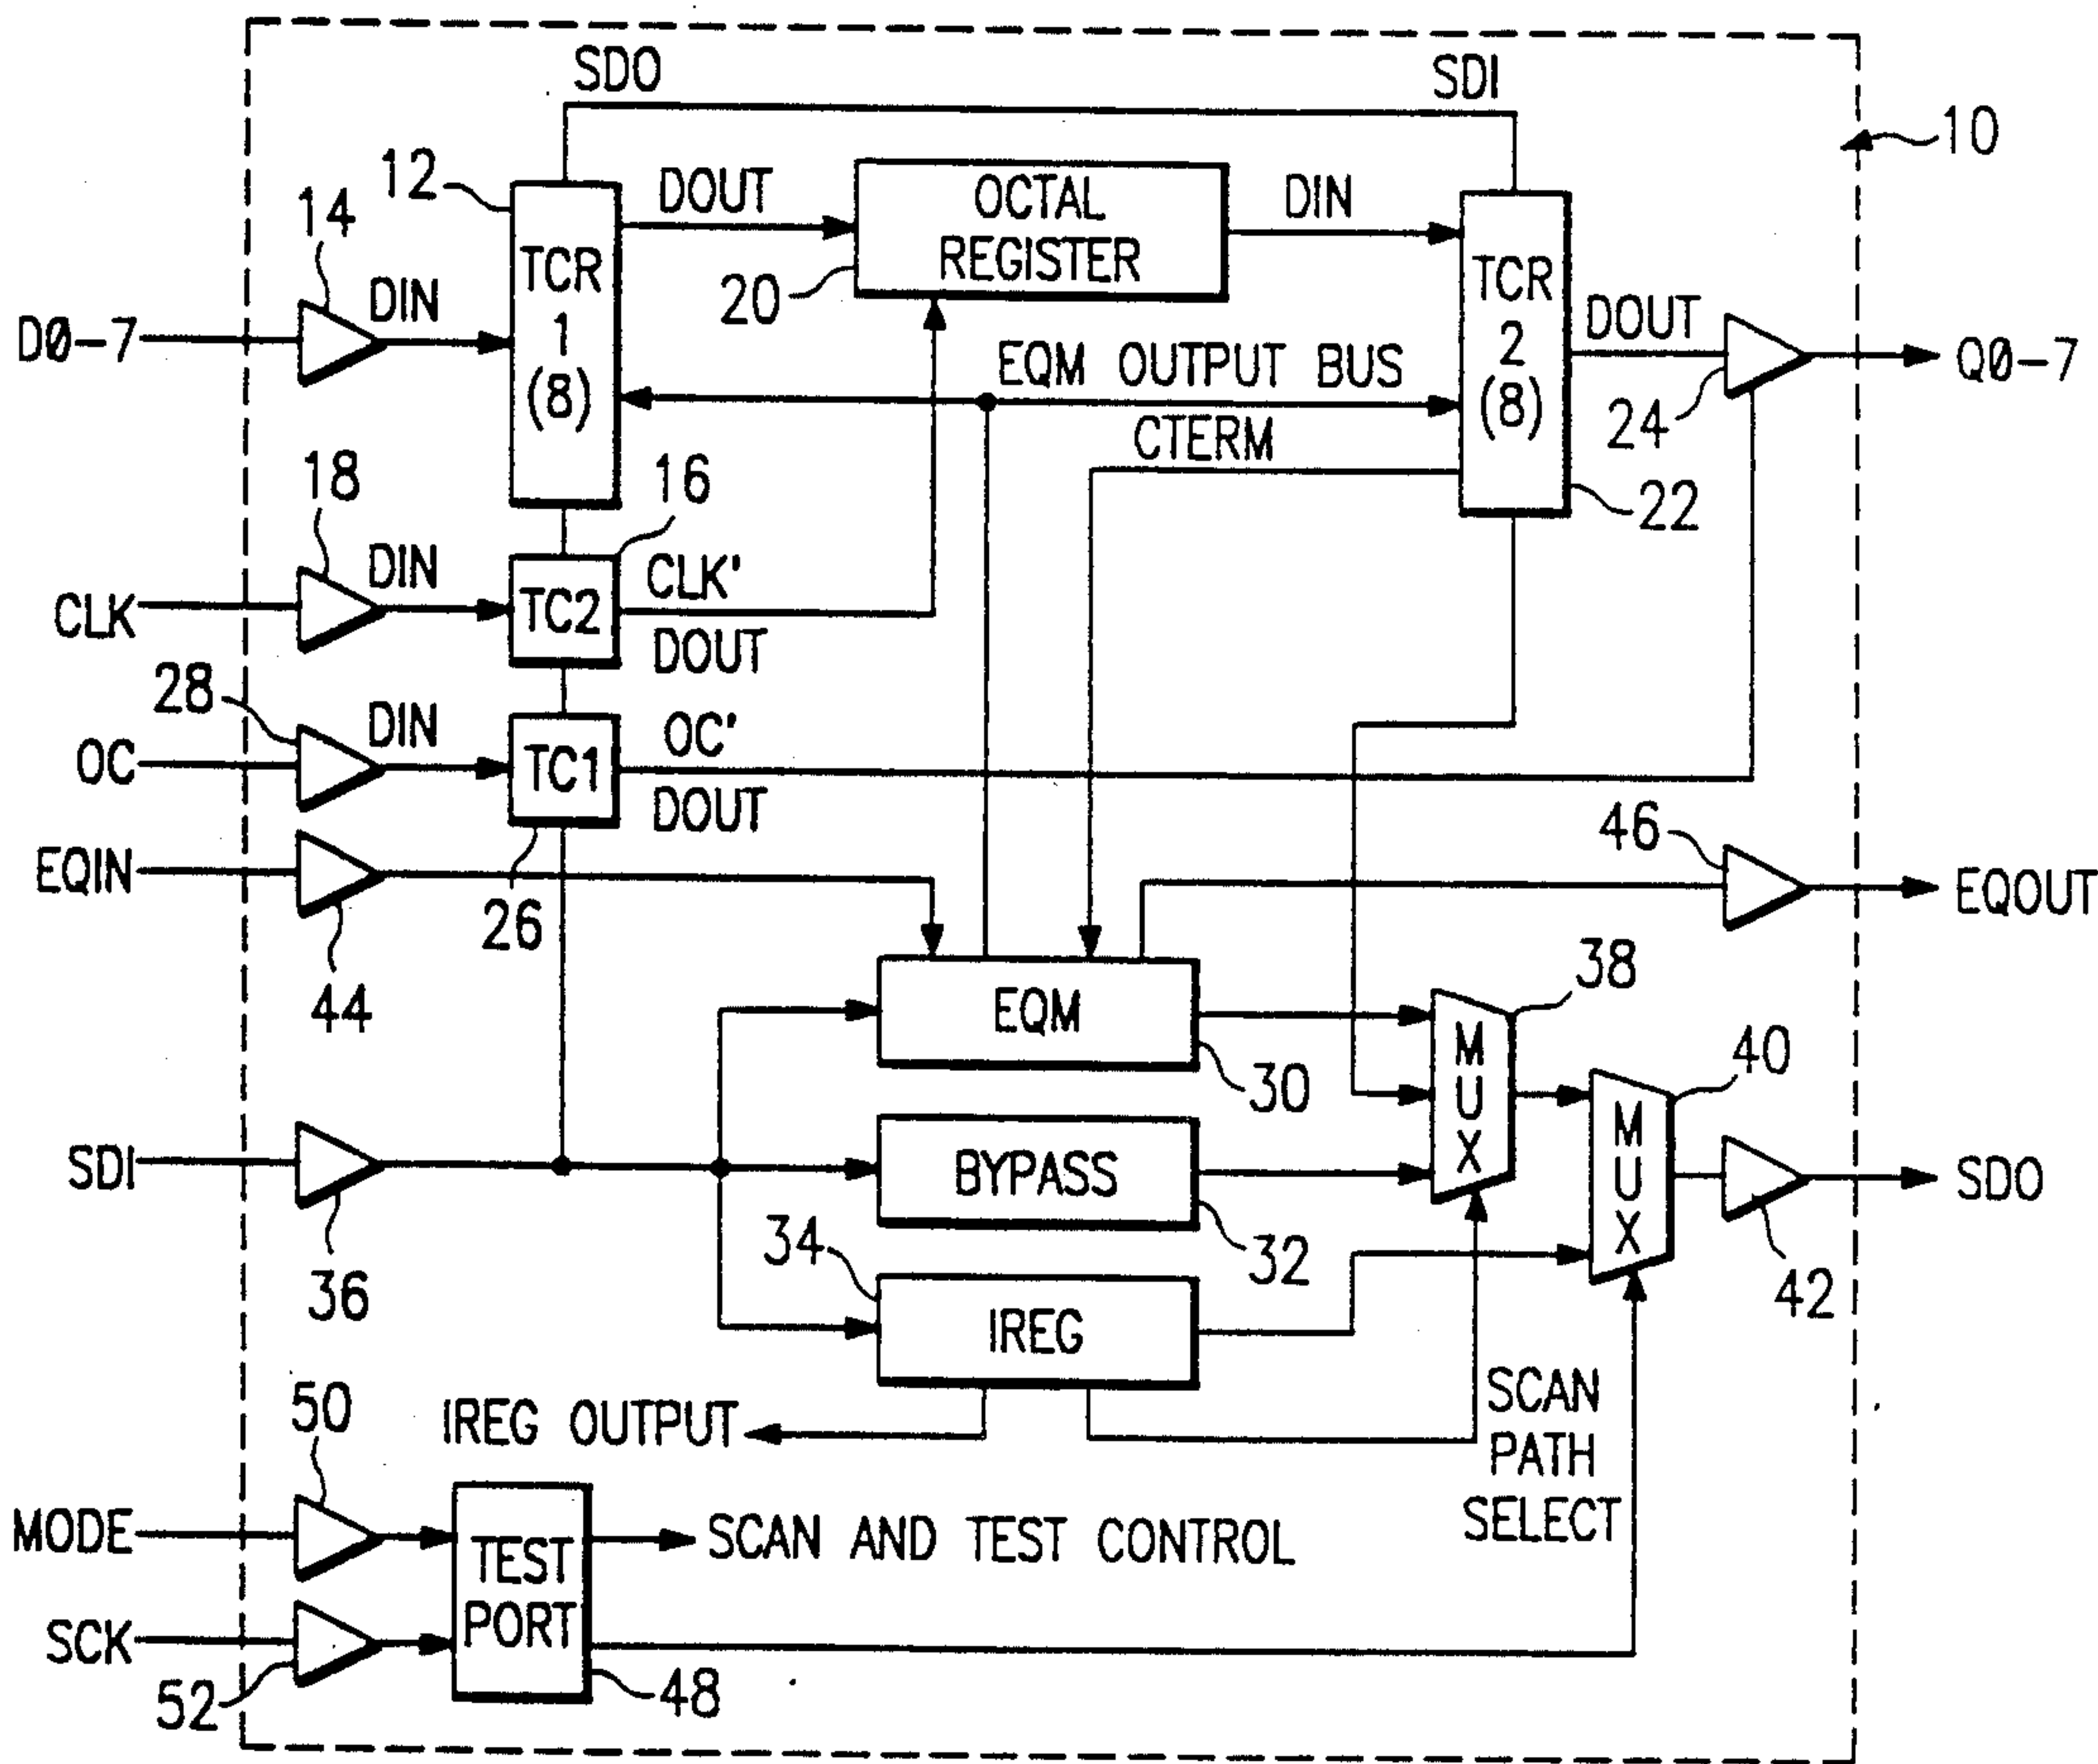 SDO
SDI
10
12
DOUT
OCTAL
REGISTER
DIN
14
DIN
TCR
1
(8)
20
TCR
2
(8)
DOUT
DØ-7
QØ-7
EQM OUTPUT BUS
24
CTERM
18
16
22
DIN
CLK'
CLK
TC2
DOUT
28
DIN
OC'
OC
TC1
DOUT
46
EQIN
EQOUT
26
44
EQM
38
30
MUX
40
SDI
BYPASS
MUX
SDO
36
34
32
42
IREG
50
IREG OUTPUT
SCAN
PATH
SELECT
MODE
TEST
PORT
SCAN AND TEST CONTROL
SCK
52
48